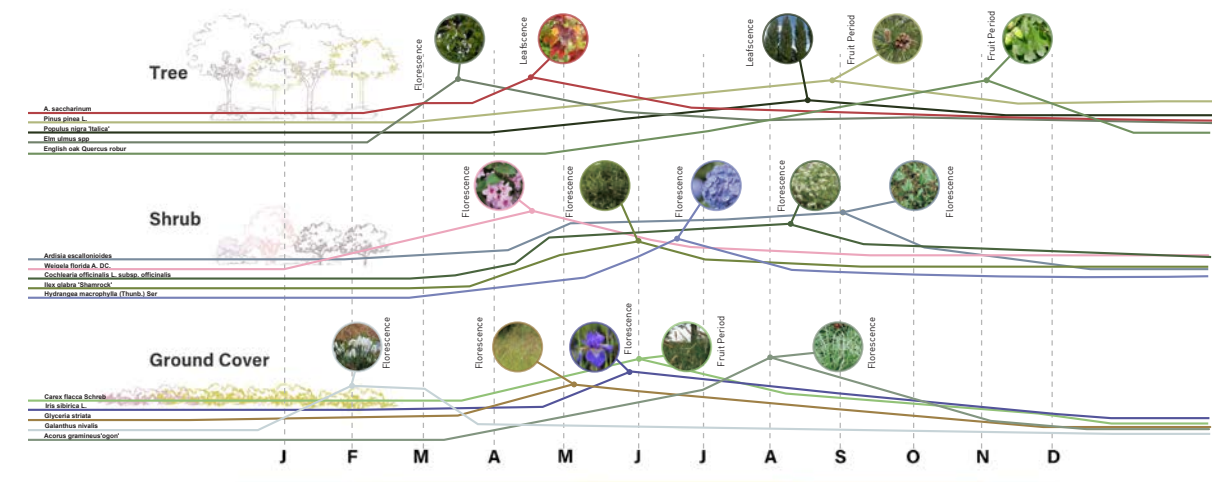 Florescence
Leafscence
Leafscence
Fruit Period
Fruit Period
Tree
A. saccharinum
Pinus pinea L.
Populus nigra 'Italica'
Elm ulmus spp
English oak Quercus robur
Florescence
Florescence
Florescence
Florescence
Florescence
Shrub
Ardisia escallonioides
Weigela florida A. DC.
Cochlearia officinalis L. subsp. officinalis
Ilex glabra 'Shamrock'
Hydrangea macrophylla (Thunb.) Ser
Florescence
Florescence
Florescence
Fruit Period
Florescence
Ground Cover
Carex flacca Schreb
Iris sibirica L.
Glyceria striata
Galanthus nivalis
Acorus gramineus'ogon'
J F M A M J J A S O N D